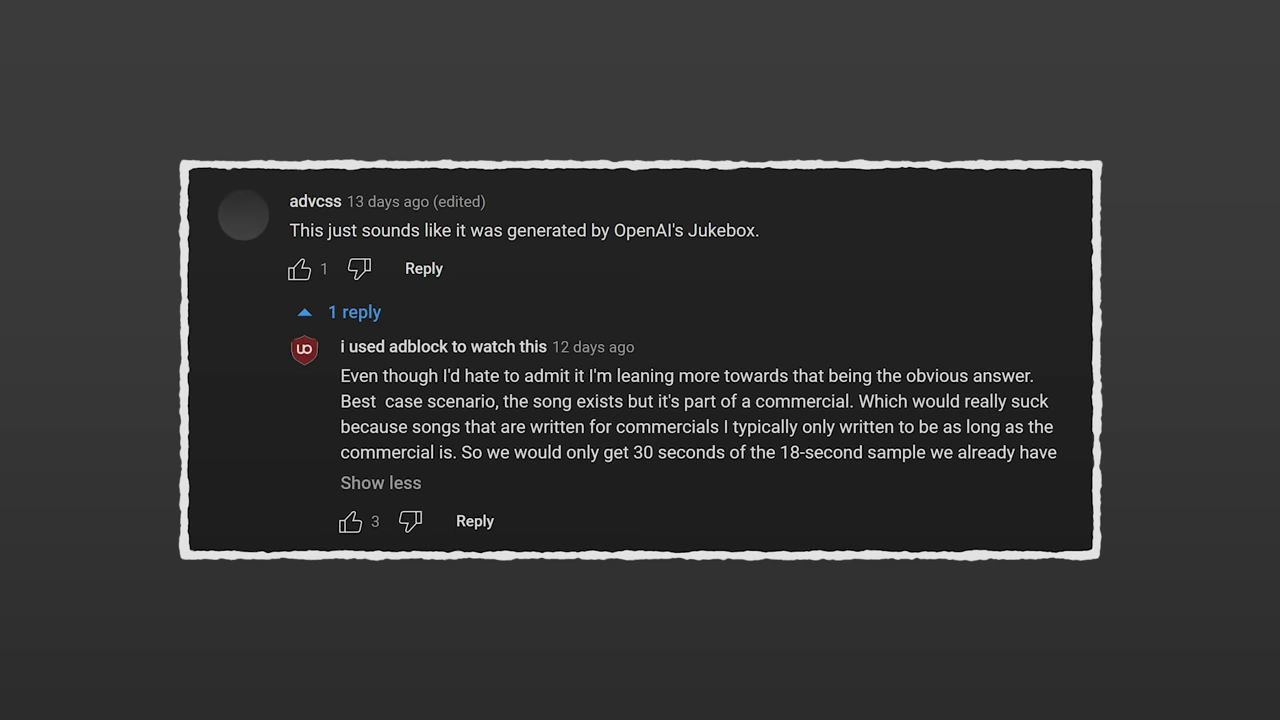 advcss 13 days ago (edited)
This just sounds like it was generated by OpenAI's Jukebox.
1 Reply
1 reply
UO
i used adblock to watch this 12 days ago
Even though I'd hate to admit it I'm leaning more towards that being the obvious answer.
Best  case scenario, the song exists but it's part of a commercial. Which would really suck
because songs that are written for commercials I typically only written to be as long as the
commercial is. So we would only get 30 seconds of the 18-second sample we already have
Show less
3 Reply